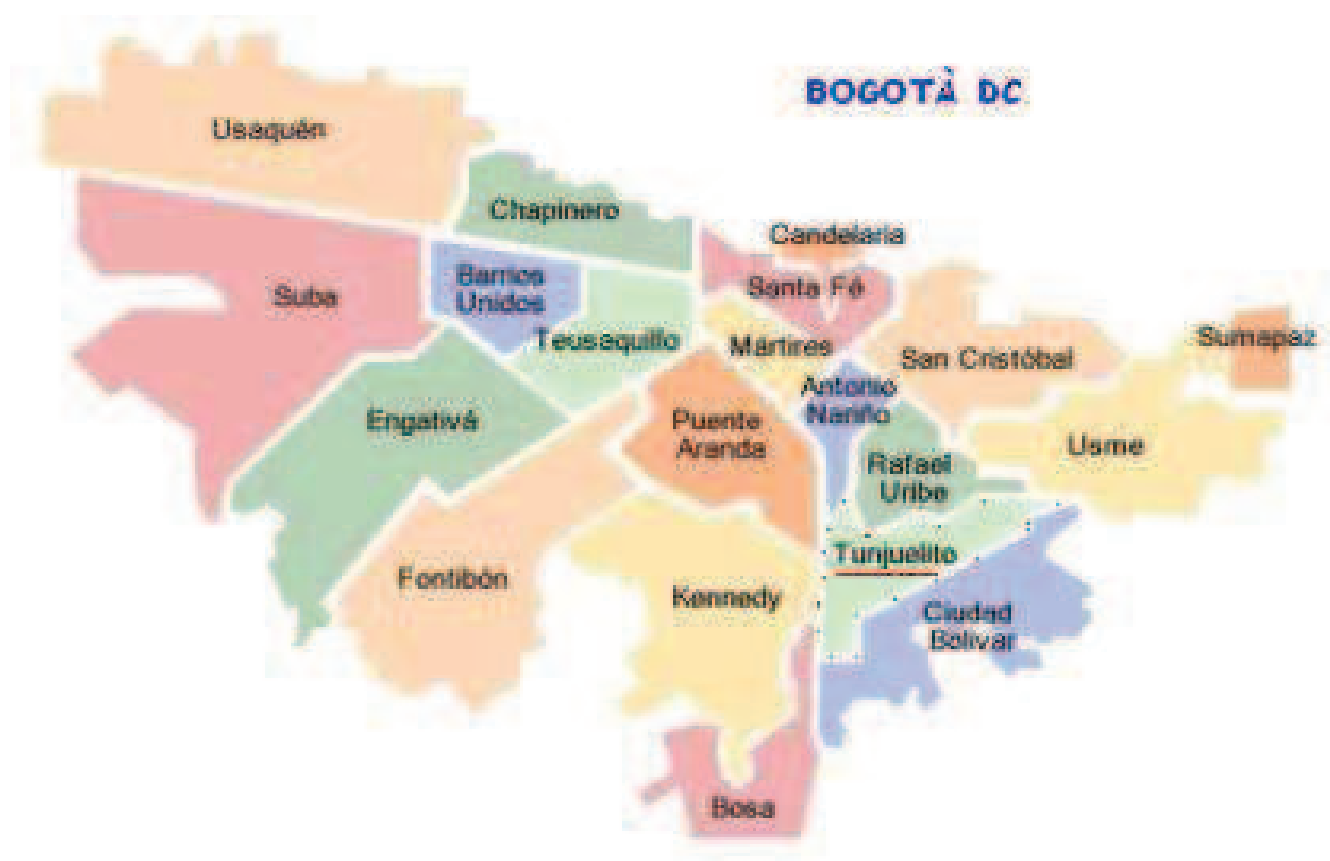 BOGOTÀ DC
Usaquén
Chapinero
Candelaria
Barrios
Unidos
Santa Fé
Suba
Teusaquillo
Mártires
San Cristóbal
Sumapaz
Antonio
Nariño
Engativá
Puente
Aranda
Usme
Rafael
Uribe
Tunjuelito
Fontibón
Kennedy
Ciudad
Bolivar
Bosa